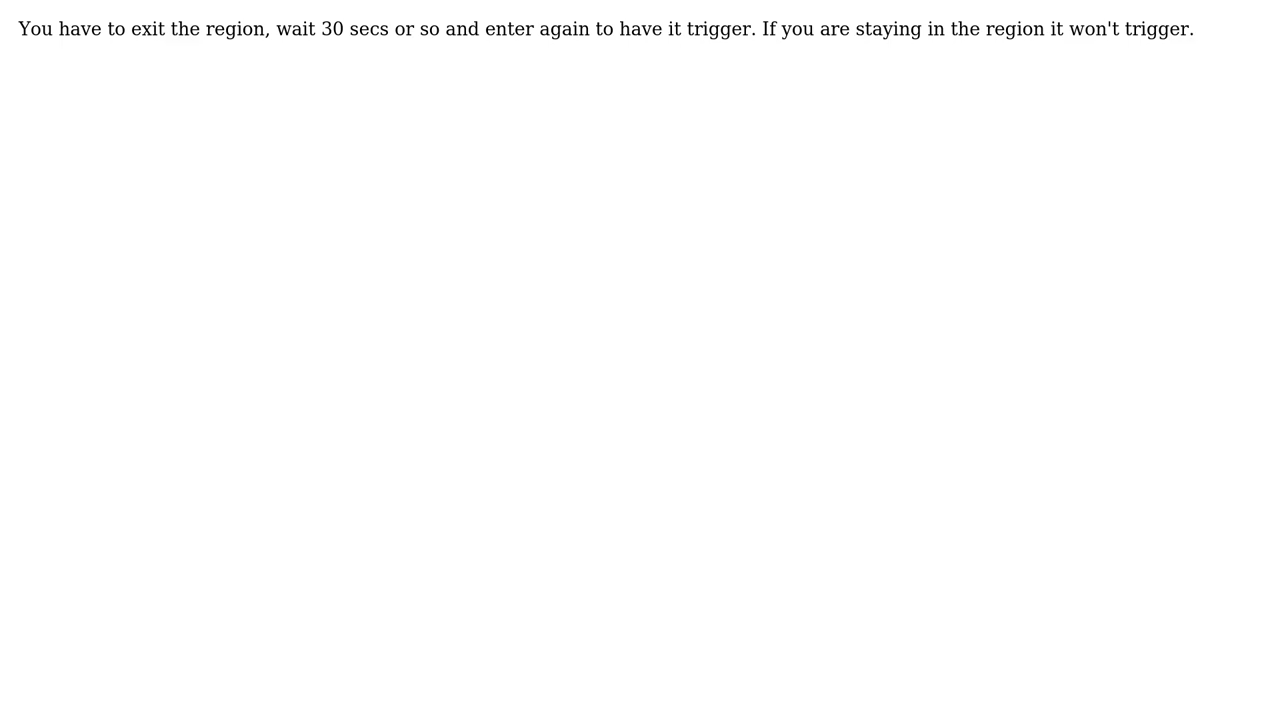 You have to exit the region, wait 30 secs or so and enter again to have it trigger. If you are staying in the region it won't trigger.